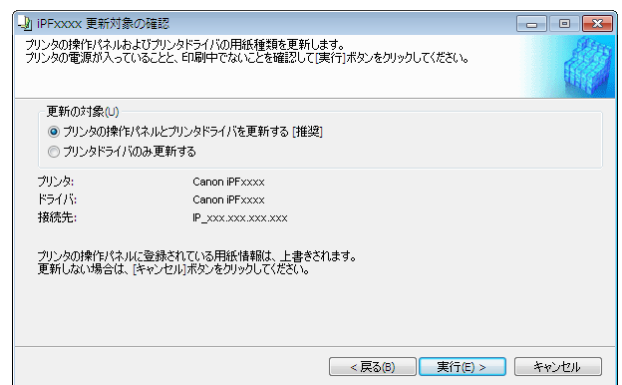 iPFxxxx 更新対象の確認
プリンタの操作パネルおよびプリンタドライバの用紙種類を更新します。
プリンタの電源が入っていることと、印刷中でないことを確認して[実行]ボタンをクリックしてください。
更新の対象(U)
プリンタの操作パネルとプリンタドライバを更新する [推奨]
プリンタドライバのみ更新する
プリンタ: Canon iPFxxxx
ドライバ: Canon iPFxxxx
接続先: IP_xxx.xxx.xxx.xxx
プリンタの操作パネルに登録されている用紙情報は、上書きされます。
更新しない場合は、[キャンセル]ボタンをクリックしてください。
< 戻る(B) 実行(E) > キャンセル